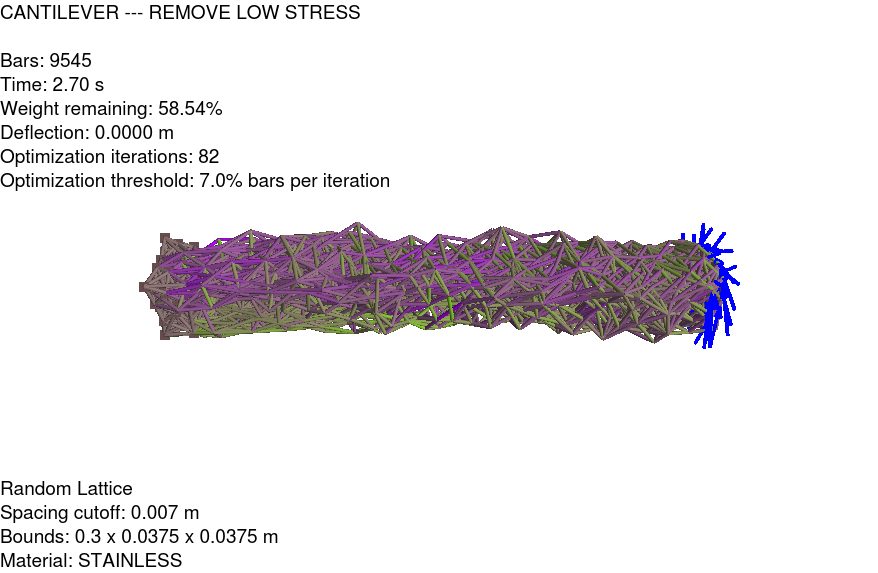 CANTILEVER --- REMOVE LOW STRESS
Bars: 9545
Time: 2.70 s
Weight remaining: 58.54%
Deflection: 0.0000 m
Optimization iterations: 82
Optimization threshold: 7.0% bars per iteration
Random Lattice
Spacing cutoff: 0.007 m
Bounds: 0.3 x 0.0375 x 0.0375 m
Material: STAINLESS